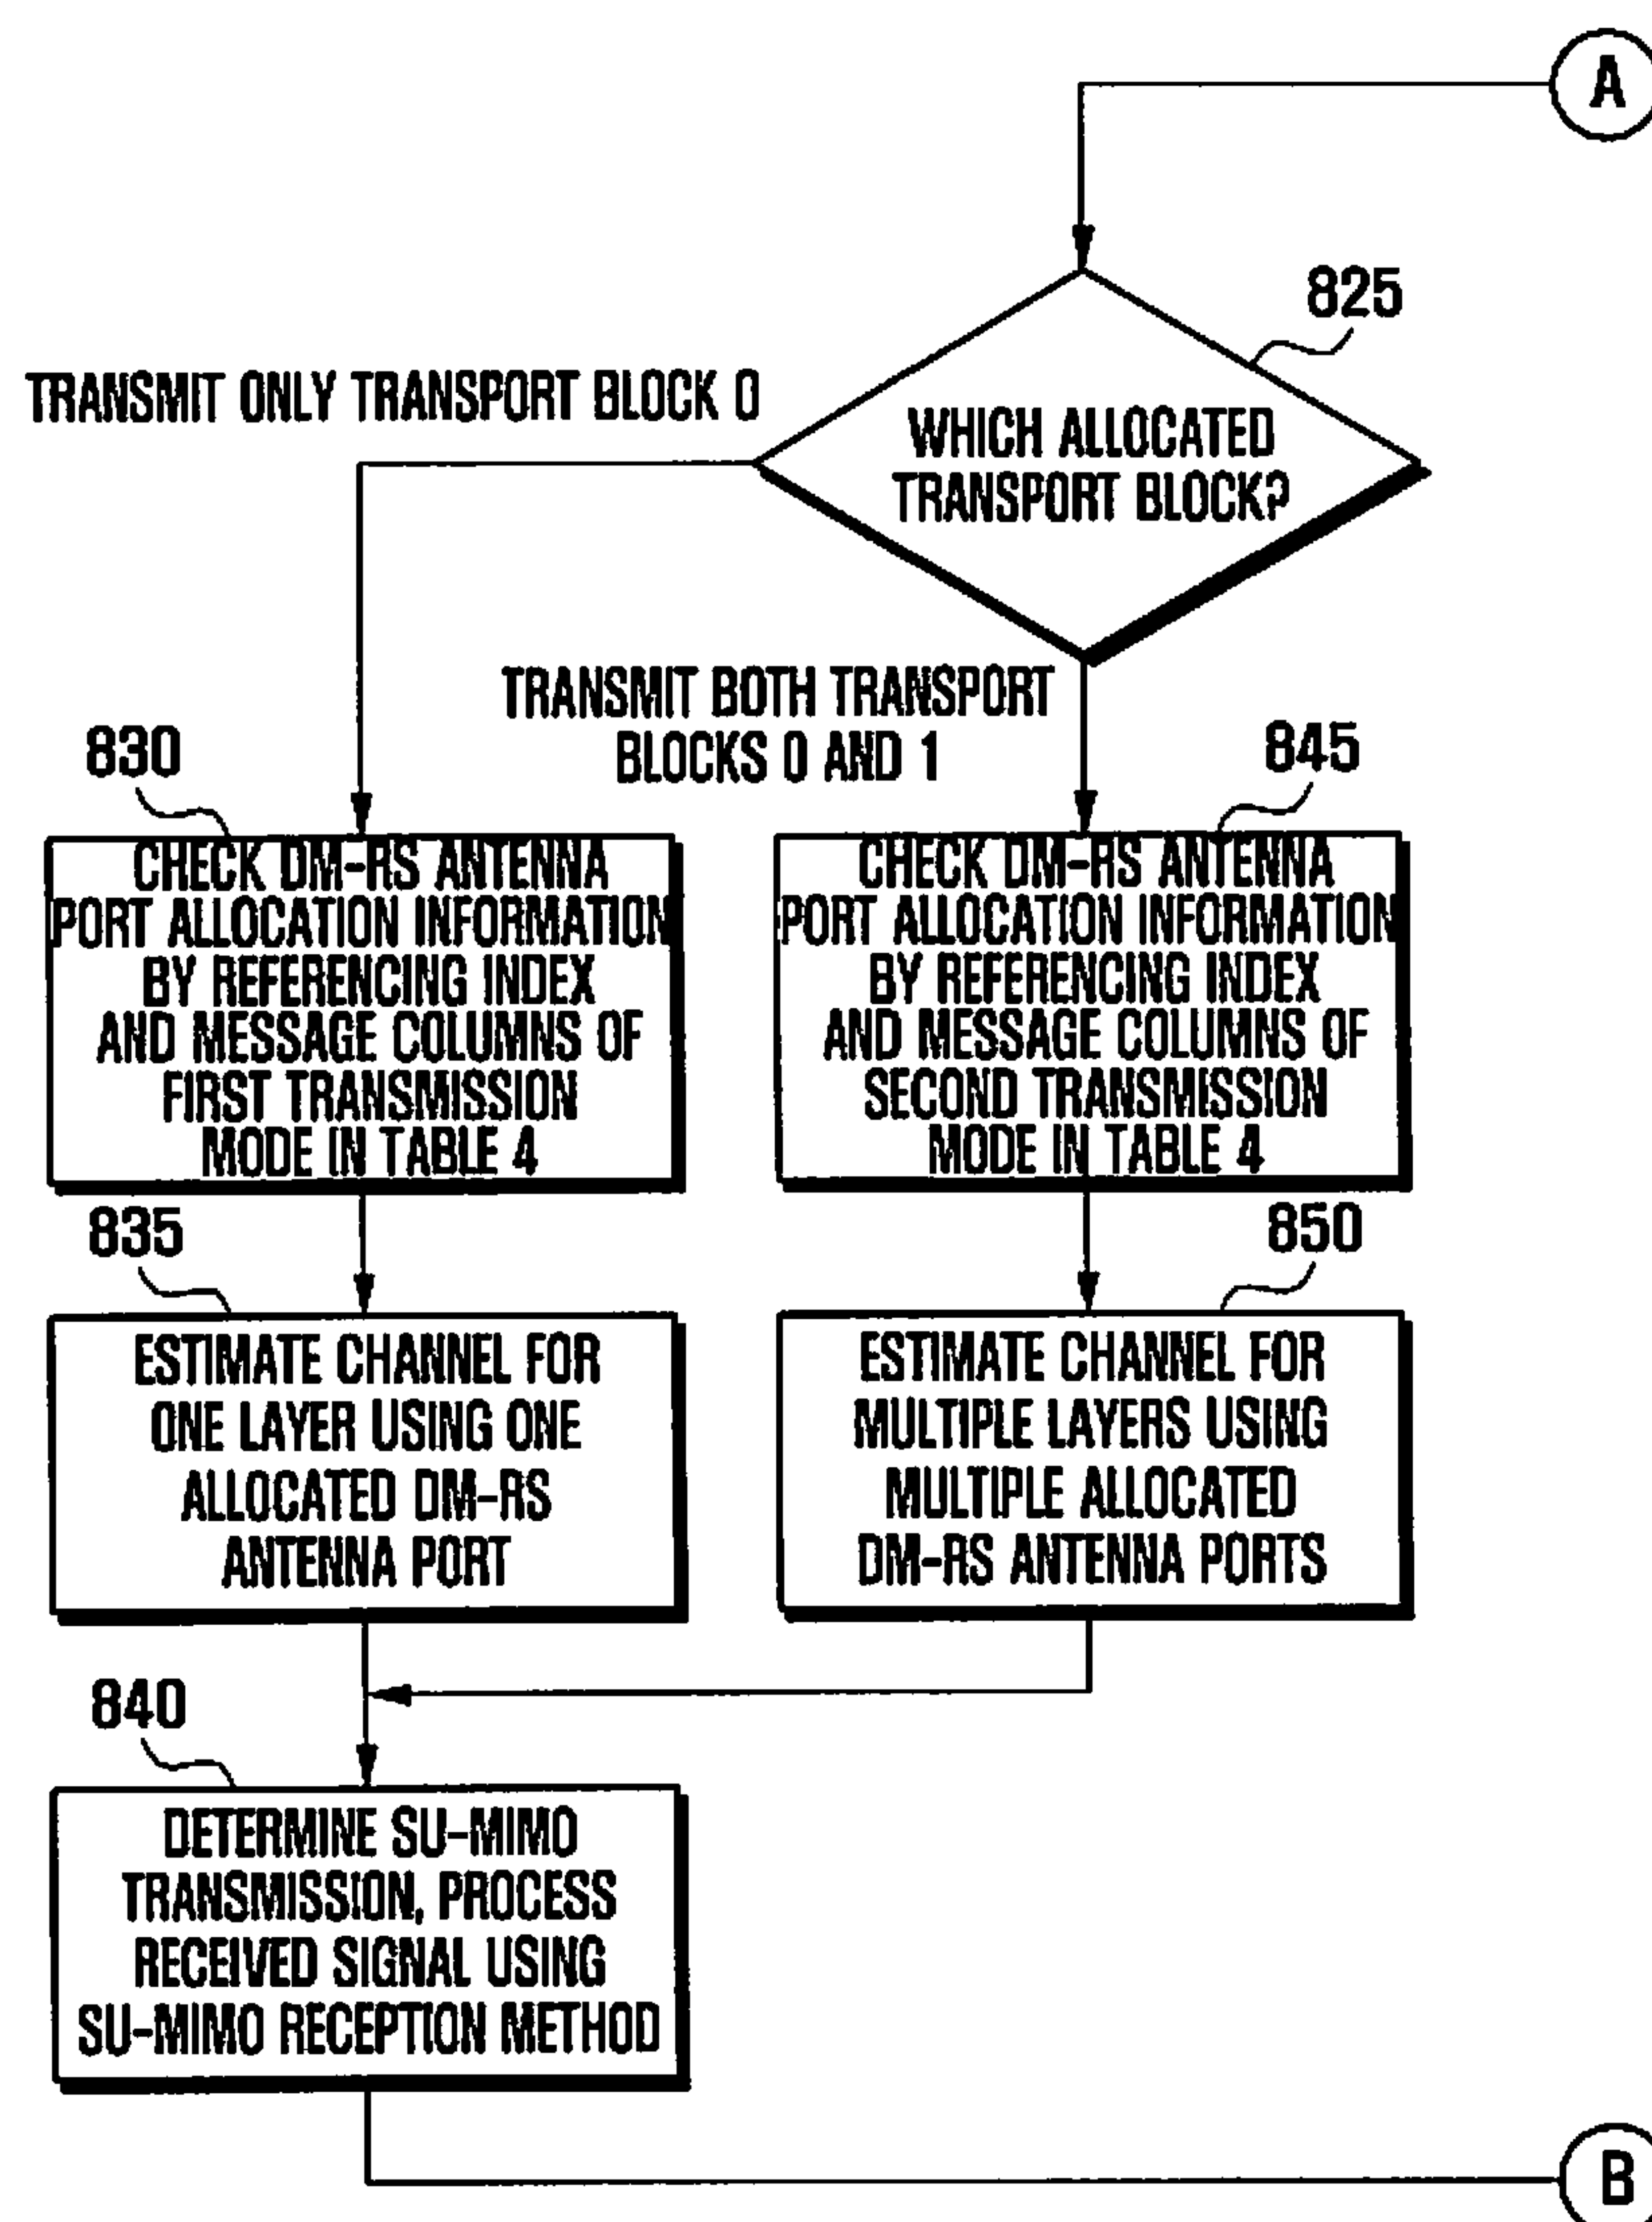 A
825
TRANSMIT ONLY TRANSPORT BLOCK 0
WHICH ALLOCATED
TRANSPORT BLOCK?
TRANSMIT BOTH TRANSPORT
BLOCKS 0 AND 1
830
CHECK DM-RS ANTENNA
PORT ALLOCATION INFORMATION
BY REFERENCING INDEX
AND MESSAGE COLUMNS OF
FIRST TRANSMISSION
MODE IN TABLE 4
845
CHECK DM-RS ANTENNA
PORT ALLOCATION INFORMATION
BY REFERENCING INDEX
AND MESSAGE COLUMNS OF
SECOND TRANSMISSION
MODE IN TABLE 4
835
ESTIMATE CHANNEL FOR
ONE LAYER USING ONE
ALLOCATED DM-RS
ANTENNA PORT
850
ESTIMATE CHANNEL FOR
MULTIPLE LAYERS USING
MULTIPLE ALLOCATED
DM-RS ANTENNA PORTS
840
DETERMINE SU-MIMO
TRANSMISSION, PROCESS
RECEIVED SIGNAL USING
SU-MIMO RECEPTION METHOD
B